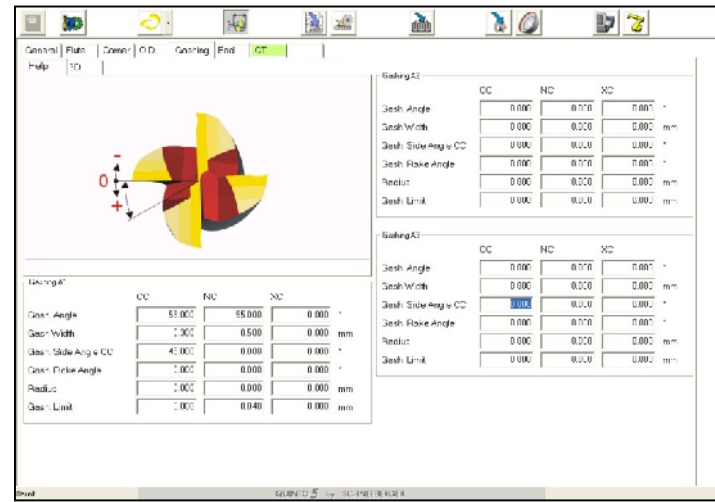 General Flute Corner O.D. Gashing End GT
Help 3D
- 
0
+
Gashing A1
CC NC XC
Gash. Angle 55.000 55.000 0.000 °
Gash Width 0.300 0.500 0.000 mm
Gash. Side Angle CC 45.000 0.000 0.000 °
Gash. Rake Angle 0.000 0.000 0.000 °
Radius 0.000 0.000 mm
Gash. Limit 0.040 0.000 mm
Gashing A2
CC NC XC
Gash. Angle 0.000 0.000 0.000 °
Gash Width 0.000 0.000 0.000 mm
Gash. Side Angle CC 0.000 0.000 0.000 °
Gash. Rake Angle 0.000 0.000 0.000 °
Radius 0.000 0.000 0.000 mm
Gash. Limit 0.000 0.000 0.000 mm
Gashing A3
CC NC XC
Gash. Angle 0.000 0.000 0.000 °
Gash Width 0.000 0.000 0.000 mm
Gash. Side Angle CC 0.000 0.000 0.000 °
Gash. Rake Angle 0.000 0.000 0.000 °
Radius 0.000 0.000 0.000 mm
Gash. Limit 0.000 0.000 0.000 mm
QUINTO 5 by SCHNEEBERGER